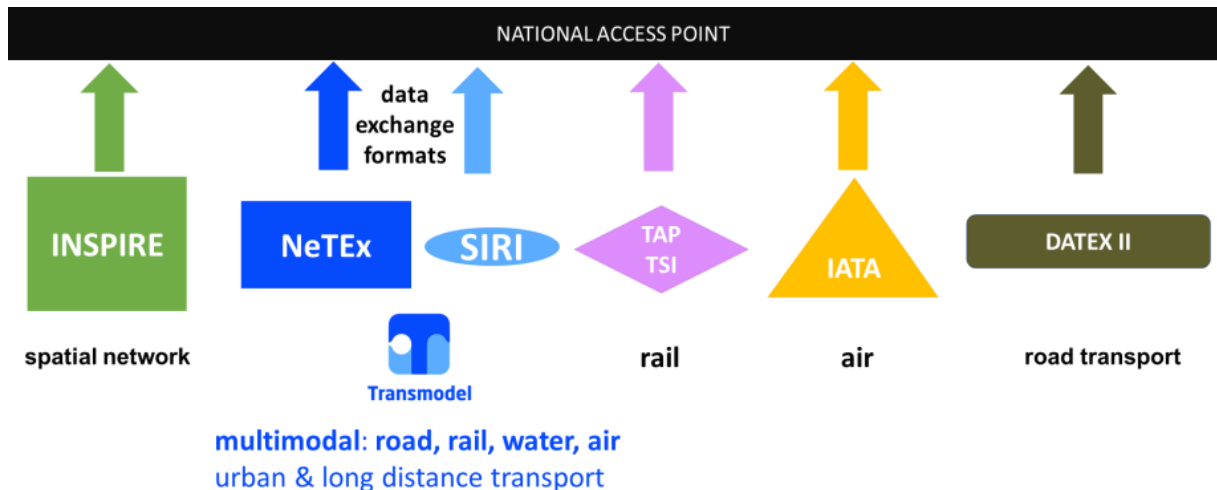 NATIONAL ACCESS POINT
data
exchange
formats
INSPIRE
NeTEx
SIRI
TAP
TSI
IATA
DATEX II
spatial network
Transmodel
rail
air
road transport
multimodal: road, rail, water, air
urban & long distance transport